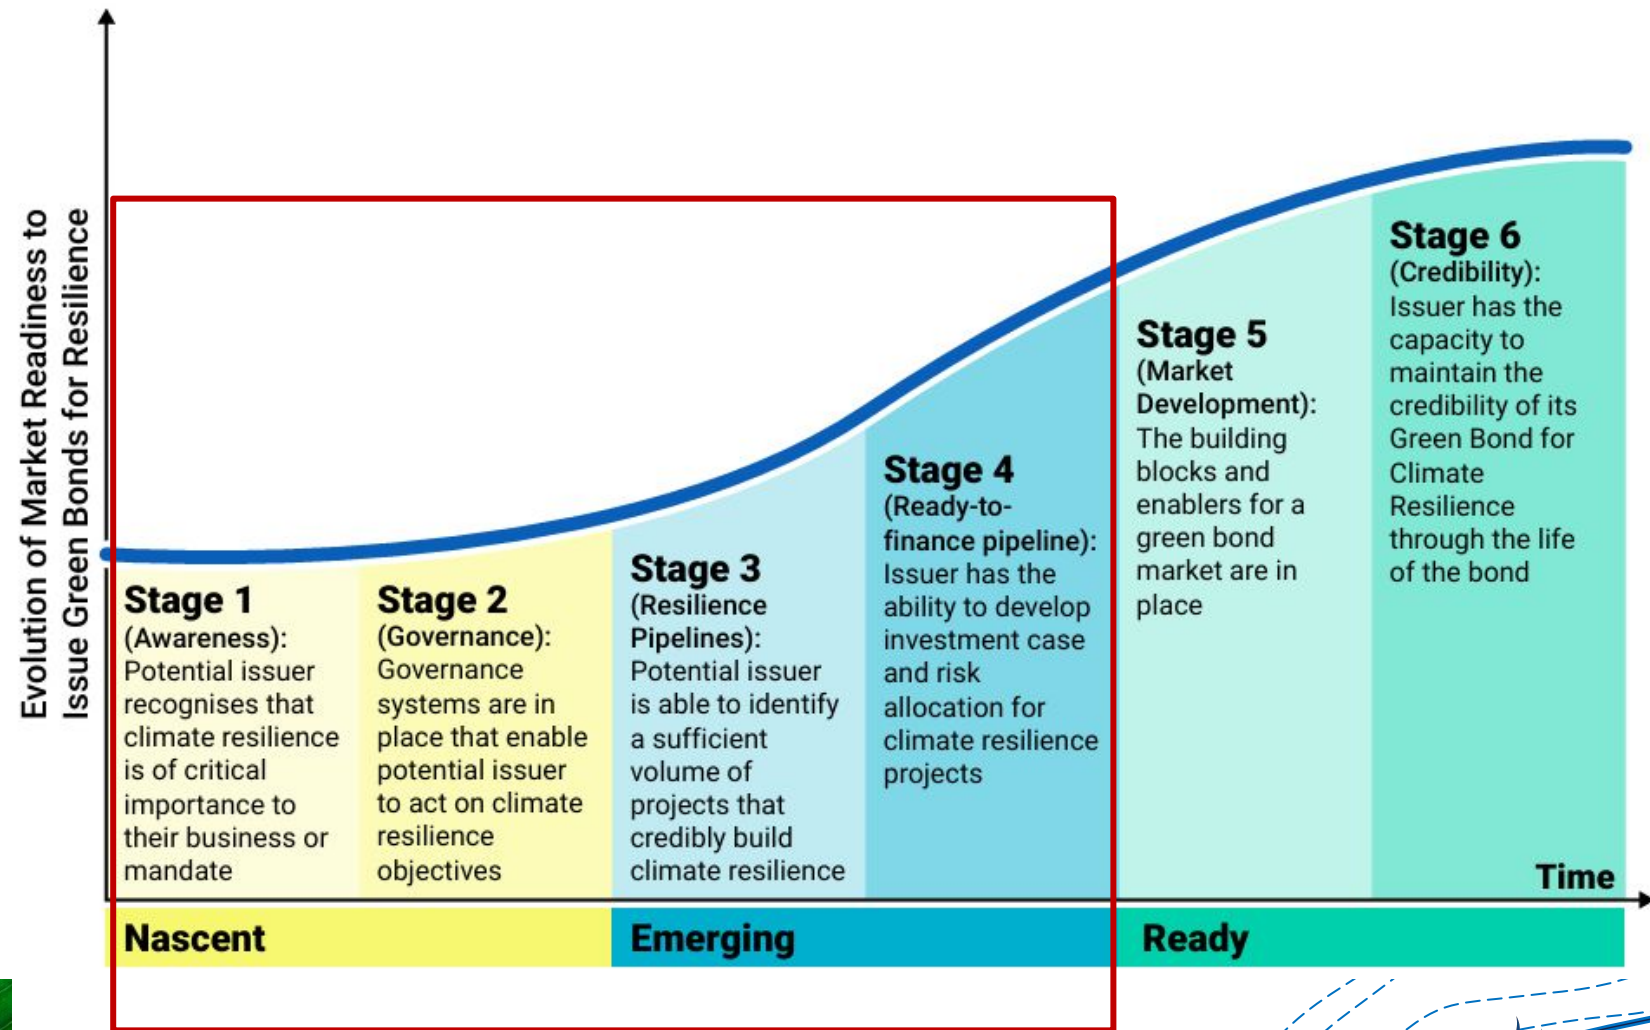 Evolution of Market Readiness to
Issue Green Bonds for Resilience
Stage 1
(Awareness):
Potential issuer
recognises that
climate resilience
is of critical
importance to
their business or
mandate
Stage 2
(Governance):
Governance
systems are in
place that enable
potential issuer
to act on climate
resilience
objectives
Stage 3
(Resilience
Pipelines):
Potential issuer
is able to identify
a sufficient
volume of
projects that
credibly build
climate resilience
Stage 4
(Ready-to-
finance pipeline):
Issuer has the
ability to develop
investment case
and risk
allocation for
climate resilience
projects
Stage 5
(Market
Development):
The building
blocks and
enablers for a
green bond
market are in
place
Stage 6
(Credibility):
Issuer has the
capacity to
maintain the
credibility of its
Green Bond for
Climate
Resilience
through the life
of the bond
Time
Nascent
Emerging
Ready